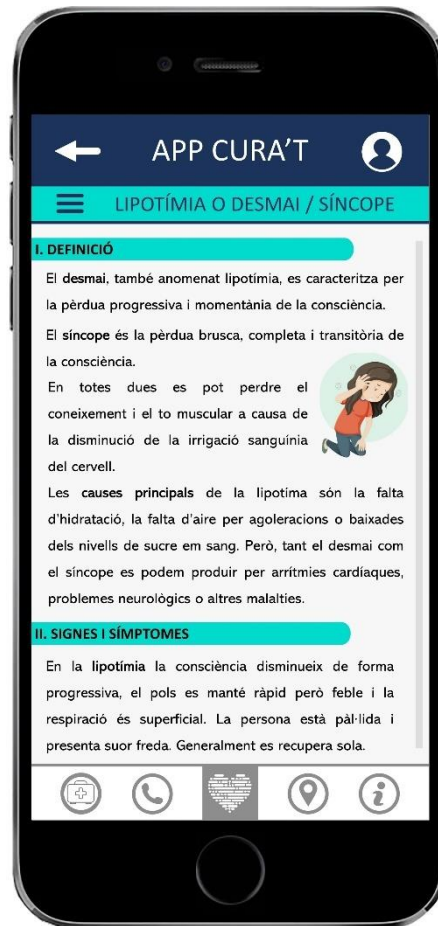 APP CURA'T
LIPOTÍMIA O DESMAI / SÍNCOPE
I. DEFINICIÓ
El desmai, també anomenat lipotímia, es caracteritza per
la pèrdua progressiva i momentània de la consciència.
El síncope és la pèrdua brusca, completa i transitòria de
la consciència.
En totes dues es pot perdre el
coneixement i el to muscular a causa de
la disminució de la irrigació sanguínia
del cervell.
Les causes principals de la lipotíma són la falta
d'hidratació, la falta d'aire per agoleracions o baixades
dels nivells de sucre em sang. Però, tant el desmai com
el síncope es podem produir per arrítmies cardíaques,
problemes neurològics o altres malalties.
II. SIGNES I SÍMPTOMES
En la lipotímia la consciència disminueix de forma
progressiva, el pols es manté ràpid però feble i la
respiració és superficial. La persona està pàl·lida i
presenta suor freda. Generalment es recupera sola.